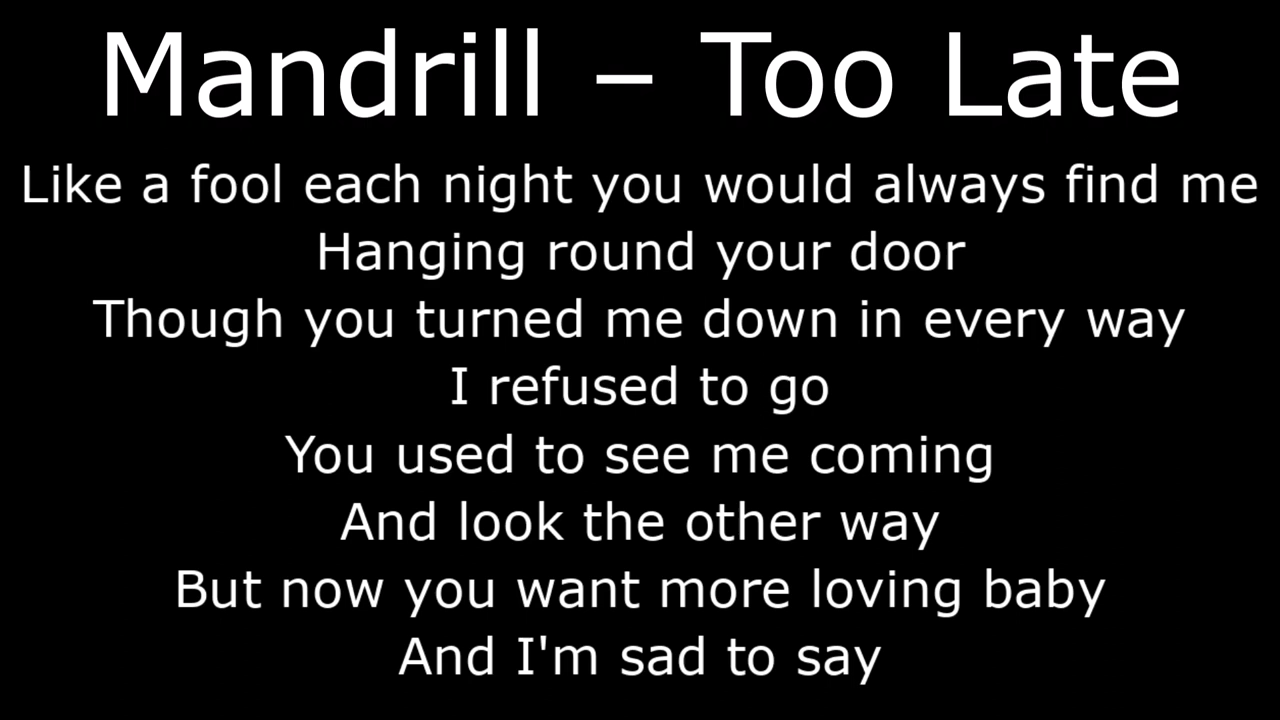 Mandrill – Too Late
Like a fool each night you would always find me
Hanging round your door
Though you turned me down in every way
I refused to go
You used to see me coming
And look the other way
But now you want more loving baby
And I'm sad to say